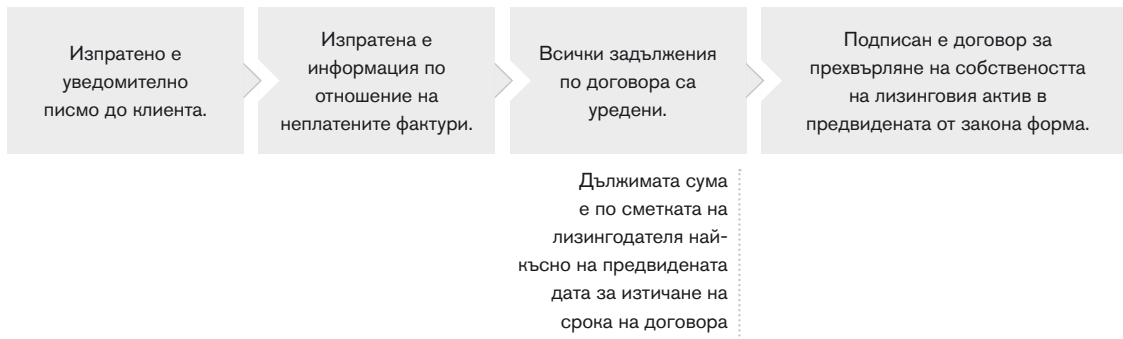 Изпратено е
уведомително
писмо до клиента.
Изпратена е
информация по
отношение на
неплатените фактури.
Всички задължения
по договора са
уредени.
Подписан е договор за
прехвърляне на собствеността
на лизинговия актив в
предвидената от закона форма.
Дължимата сума
е по сметката на
лизингодателя най-
късно на предвидената
дата за изтичане на
срока на договора